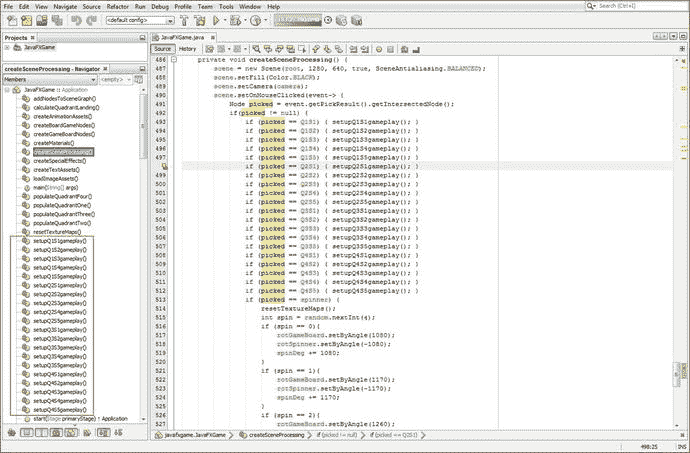 File Edit View Navigate Source Refactor Run Debug Profile Team Tools Window Help
Search (Ctrl+I)
<default config>
Projects
JavaFXGame
createSceneProcessing - Navigator
Members
JavaFXGame :: Application
addNodesToSceneGraph()
calculateQuadrantLanding()
createAnimationAssets()
createBoardGameNodes()
createGameBoardNodes()
createMaterials()
createSceneProcessing()
createSpecialEffects()
createTextAssets()
loadImageAssets()
main(String[] args)
populateQuadrantFour()
populateQuadrantOne()
populateQuadrantThree()
populateQuadrantTwo()
resetTextureMaps()
setupQ1S1gameplay()
setupQ1S2gameplay()
setupQ1S3gameplay()
setupQ1S4gameplay()
setupQ1S5gameplay()
setupQ2S1gameplay()
setupQ2S2gameplay()
setupQ2S3gameplay()
setupQ2S4gameplay()
setupQ2S5gameplay()
setupQ3S1gameplay()
setupQ3S2gameplay()
setupQ3S3gameplay()
setupQ3S4gameplay()
setupQ3S5gameplay()
setupQ4S1gameplay()
setupQ4S2gameplay()
setupQ4S3gameplay()
setupQ4S4gameplay()
setupQ4S5gameplay()
start(Stage primaryStage) ↑ Application
JavaFXGame.java
Source History
486 private void createSceneProcessing() {
487 scene = new Scene(root, 1280, 640, true, SceneAntialiasing.BALANCED);
488 scene.setFill(Color.BLACK);
489 scene.setCamera(camera);
490 scene.setOnMouseClicked(event-> {
491 Node picked = event.getPickResult().getIntersectedNode();
492 if(picked != null) {
493 if (picked == Q1S1) { setupQ1S1gameplay(); }
494 if (picked == Q1S2) { setupQ1S2gameplay(); }
495 if (picked == Q1S3) { setupQ1S3gameplay(); }
496 if (picked == Q1S4) { setupQ1S4gameplay(); }
497 if (picked == Q1S5) { setupQ1S5gameplay(); }
if (picked == Q2S1) { setupQ2S1gameplay(); }
499 if (picked == Q2S2) { setupQ2S2gameplay(); }
500 if (picked == Q2S3) { setupQ2S3gameplay(); }
501 if (picked == Q2S4) { setupQ2S4gameplay(); }
502 if (picked == Q2S5) { setupQ2S5gameplay(); }
503 if (picked == Q3S1) { setupQ3S1gameplay(); }
504 if (picked == Q3S2) { setupQ3S2gameplay(); }
505 if (picked == Q3S3) { setupQ3S3gameplay(); }
506 if (picked == Q3S4) { setupQ3S4gameplay(); }
507 if (picked == Q3S5) { setupQ3S5gameplay(); }
508 if (picked == Q4S1) { setupQ4S1gameplay(); }
509 if (picked == Q4S2) { setupQ4S2gameplay(); }
510 if (picked == Q4S3) { setupQ4S3gameplay(); }
511 if (picked == Q4S4) { setupQ4S4gameplay(); }
512 if (picked == Q4S5) { setupQ4S5gameplay(); }
513 if (picked == spinner) {
514 resetTextureMaps();
515 int spin = random.nextInt(4);
516 if (spin == 0){
517 rotGameBoard.setByAngle(1080);
518 rotSpinner.setByAngle(-1080);
519 spinDeg += 1080;
520 }
521 if (spin == 1){
522 rotGameBoard.setByAngle(1170);
523 rotSpinner.setByAngle(-1170);
524 spinDeg += 1170;
525 }
526 if (spin == 2){
527 rotGameBoard.setByAngle(1260);
javafxgame.JavaFXGame createSceneProcessing if (picked != null) if (picked == Q2S1)
498:25 INS